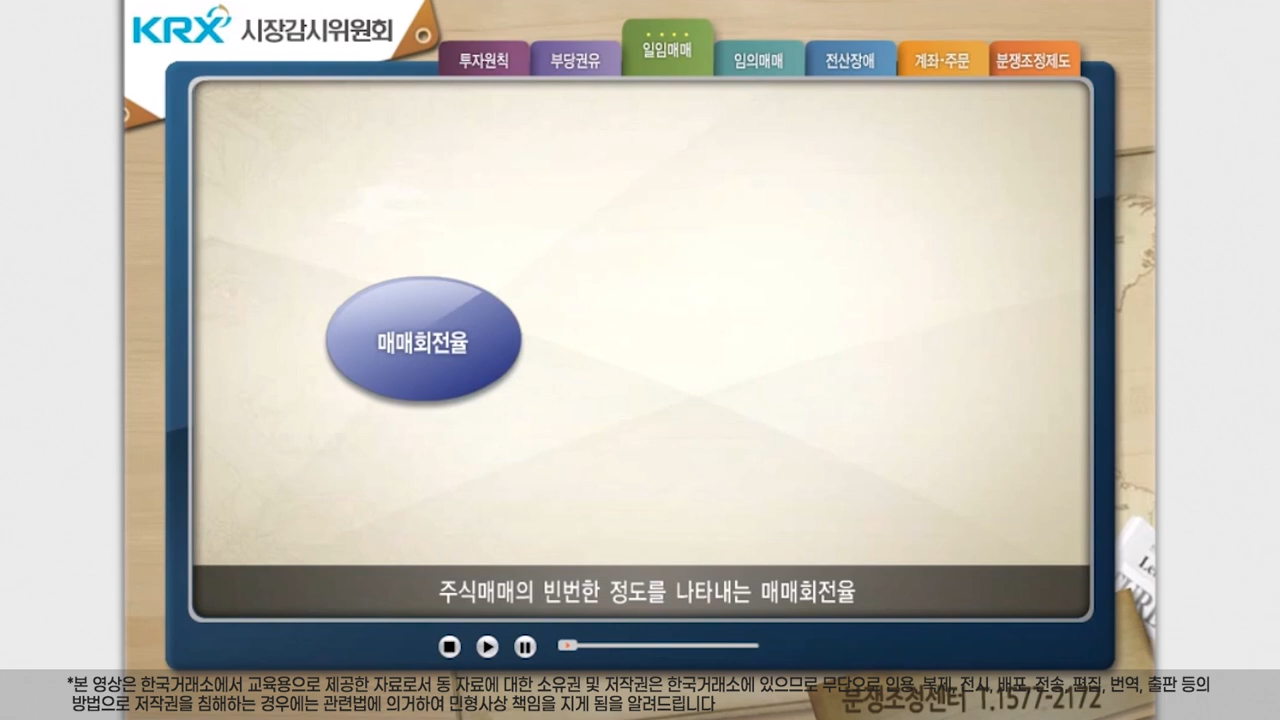 KRX 시장감시위원회
투자원칙
부당권유
일임매매
임의매매
전산장애
계좌·주문
분쟁조정제도
매매회전율
주식매매의 빈번한 정도를 나타내는 매매회전율
*본 영상은 한국거래소에서 교육용으로 제공한 자료로서 동 자료에 대한 소유권 및 저작권은 한국거래소에 있으므로 무단으로 이용, 복제, 전시, 배포, 전송, 편집, 번역, 출판 등의
방법으로 저작권을 침해하는 경우에는 관련법에 의거하여 민형사상 책임을 지게 됨을 알려드립니다
분쟁조정센터 T.1577-2172